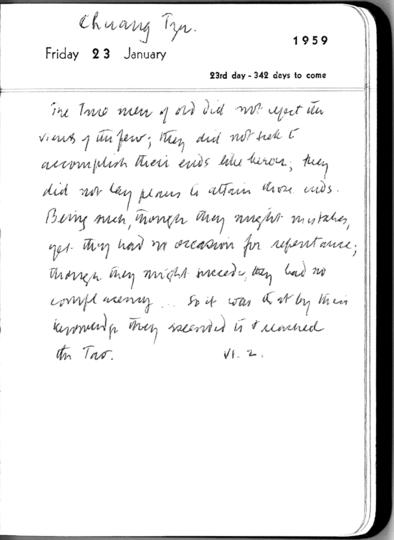 Chuang Tzu.
1959
Friday 23 January
23rd day - 342 days to come
The True men of old did not reject the
views of the few; they did not seek to
accomplish their ends like heroes; they
did not lay plans to attain those ends.
Being such, though they might mistakes,
yet they had no occasion for repentance;
though they might succeed, they had no
complacency ... So it was that by their
knowledge they ascended to & reached
the Tao. VI. 2.